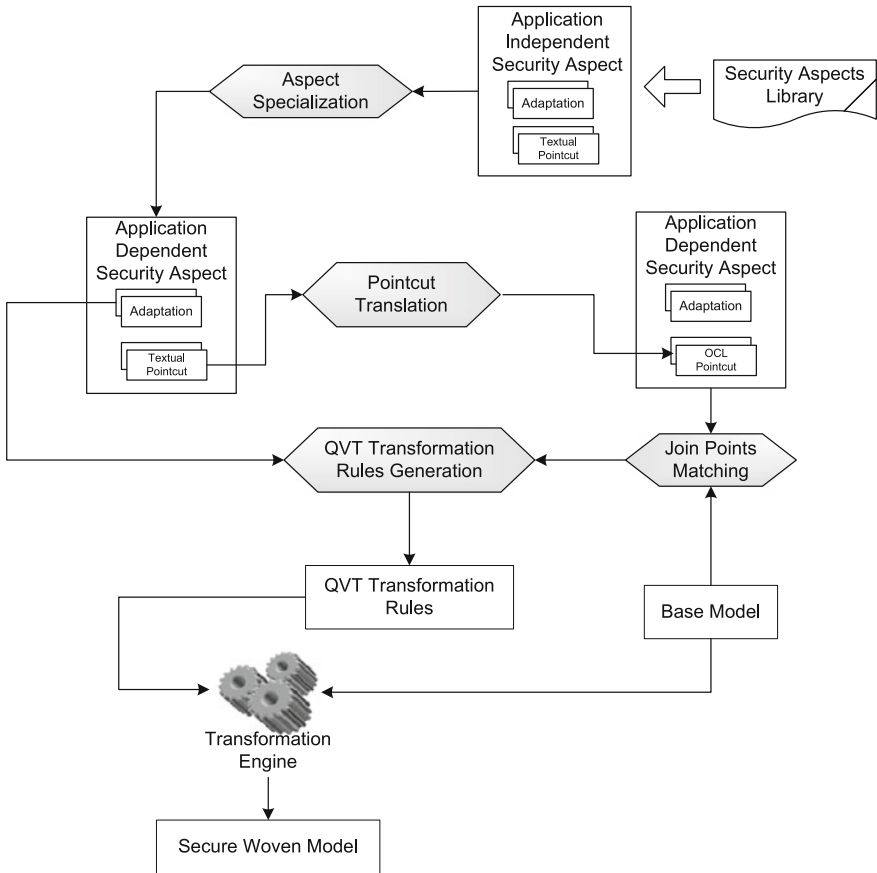 Application
Independent
Security Aspect
Adaptation
Textual
Pointcut
Security Aspects
Library
Aspect
Specialization
Application
Dependent
Security Aspect
Adaptation
Textual
Pointcut
Pointcut
Translation
Application
Dependent
Security Aspect
Adaptation
OCL
Pointcut
QVT Transformation
Rules Generation
Join Points
Matching
QVT Transformation
Rules
Base Model
Transformation
Engine
Secure Woven Model